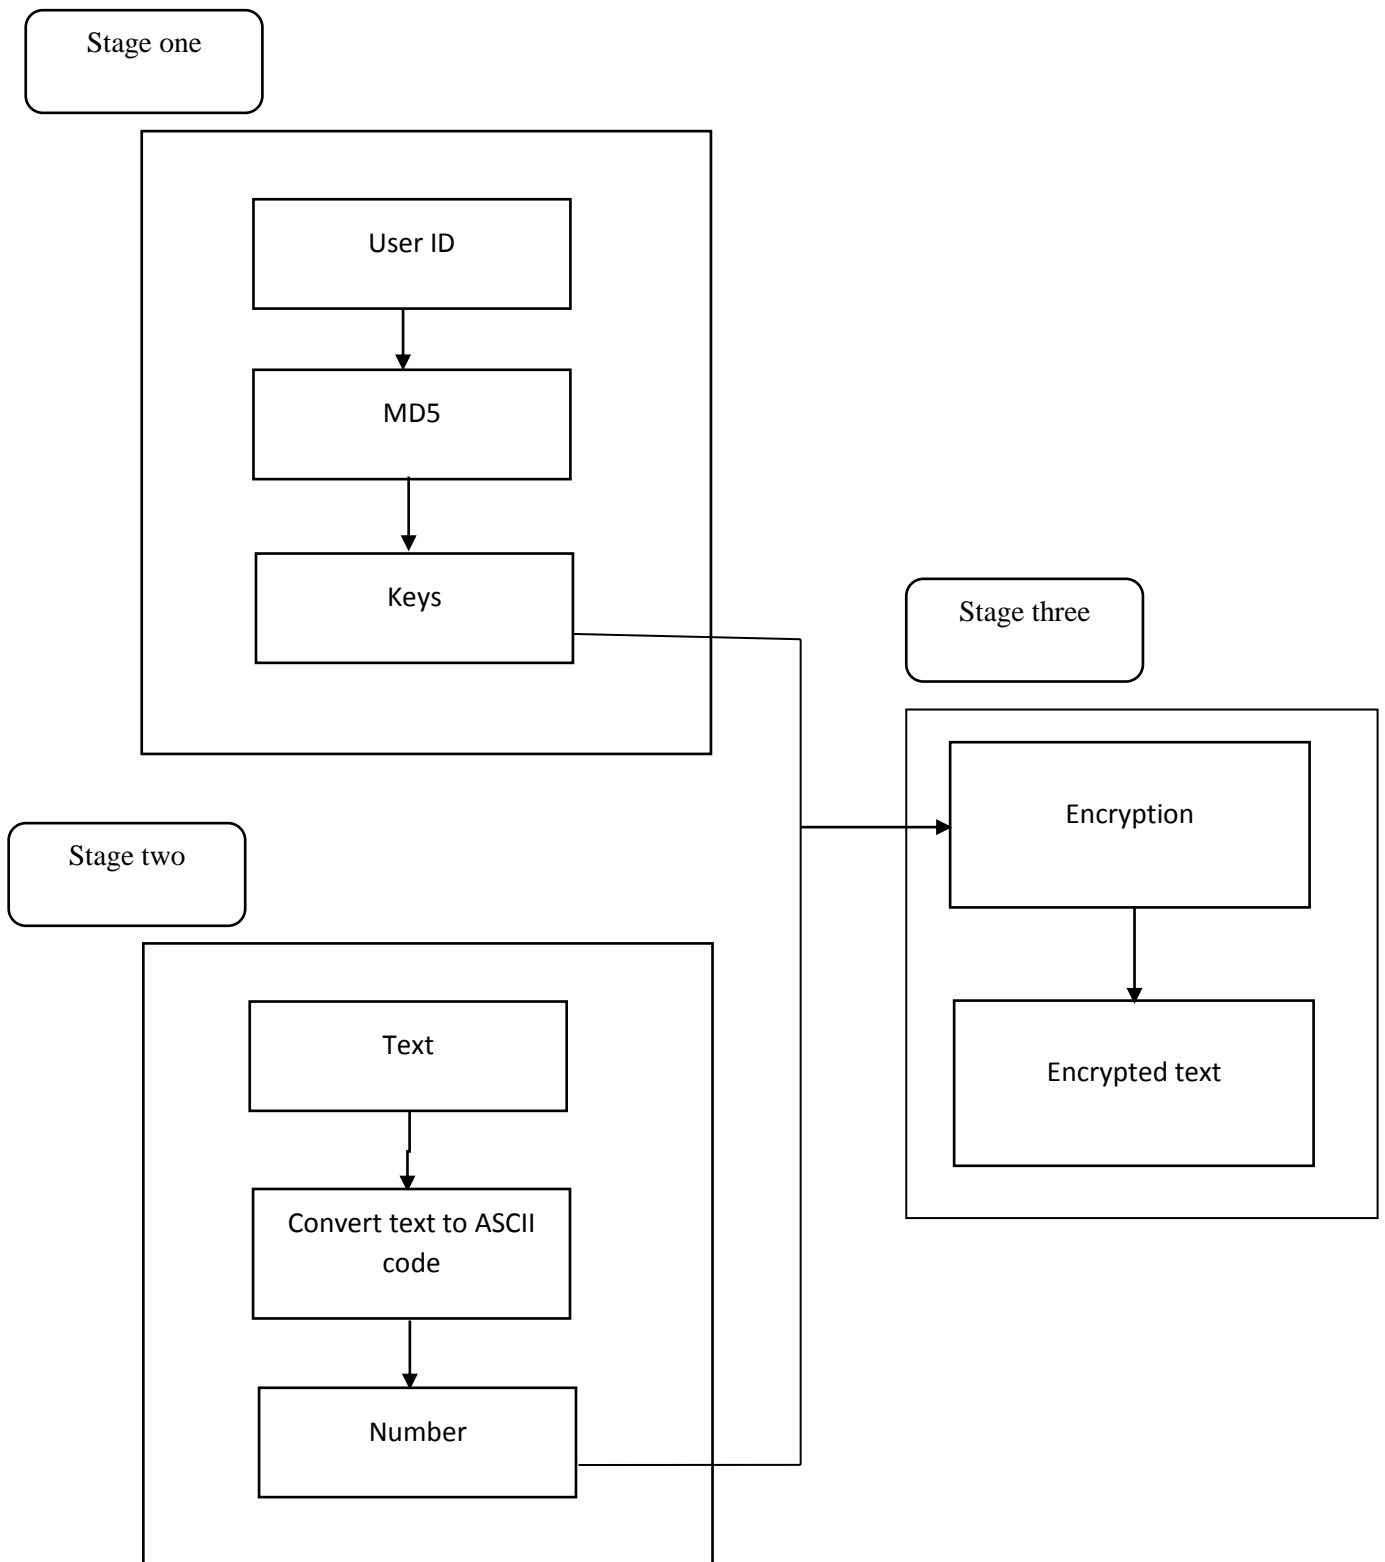 Stage one
User ID
MD5
Keys
Stage three
Encryption
Encrypted text
Stage two
Text
Convert text to ASCII
code
Number